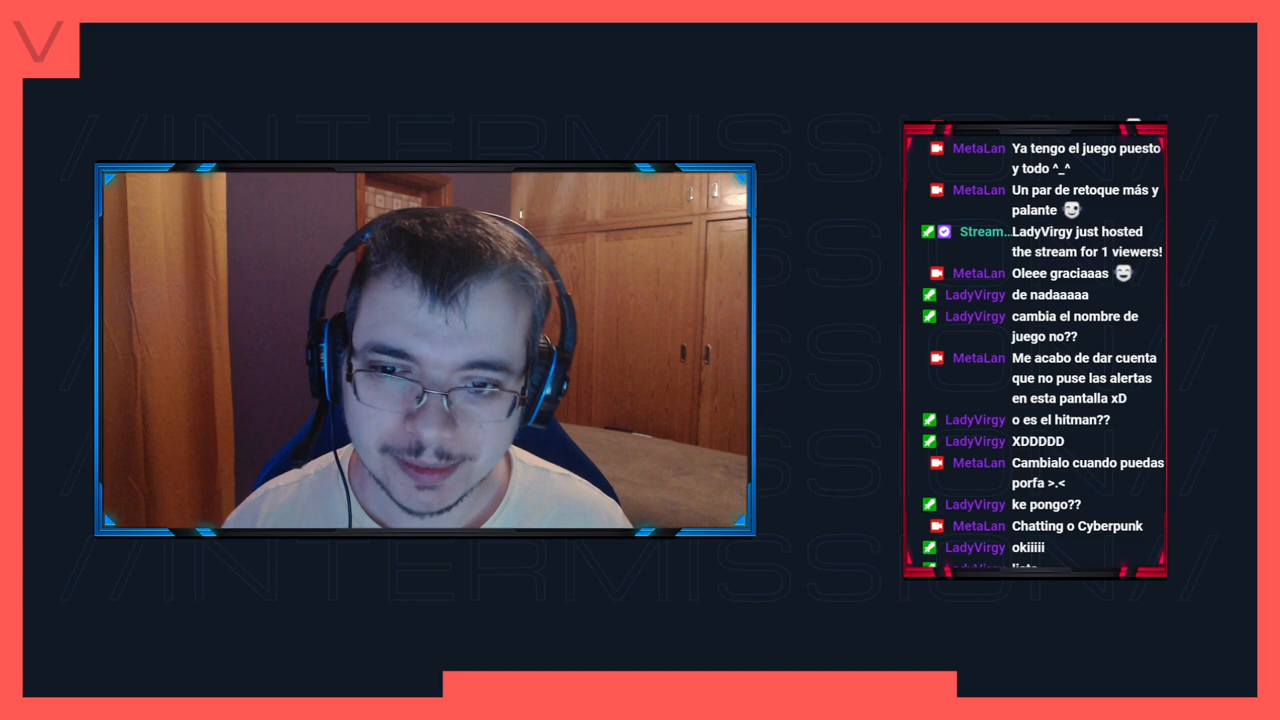 V
//INTERMISSION//
MetaLan Ya tengo el juego puesto
y todo ^_^
MetaLan Un par de retoque más y
palante
Stream... LadyVirgy just hosted
the stream for 1 viewers!
MetaLan Oleee graciaaas
LadyVirgy de nadaaaaa
LadyVirgy cambia el nombre de
juego no??
MetaLan Me acabo de dar cuenta
que no puse las alertas
en esta pantalla xD
LadyVirgy o es el hitman??
LadyVirgy XDDDDD
MetaLan Cambialo cuando puedas
porfa >.<
LadyVirgy ke pongo??
MetaLan Chatting o Cyberpunk
LadyVirgy okiiiii
//INTERMISSION//